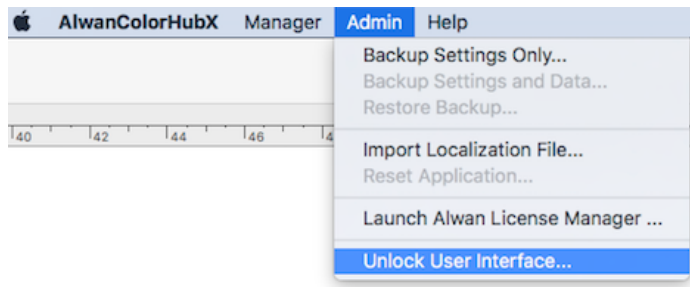 AlwanColorHubX Manager Admin Help
Backup Settings Only...
Backup Settings and Data...
Restore Backup...
40 42 44 46 4
Import Localization File...
Reset Application...
Launch Alwan License Manager ...
Unlock User Interface...